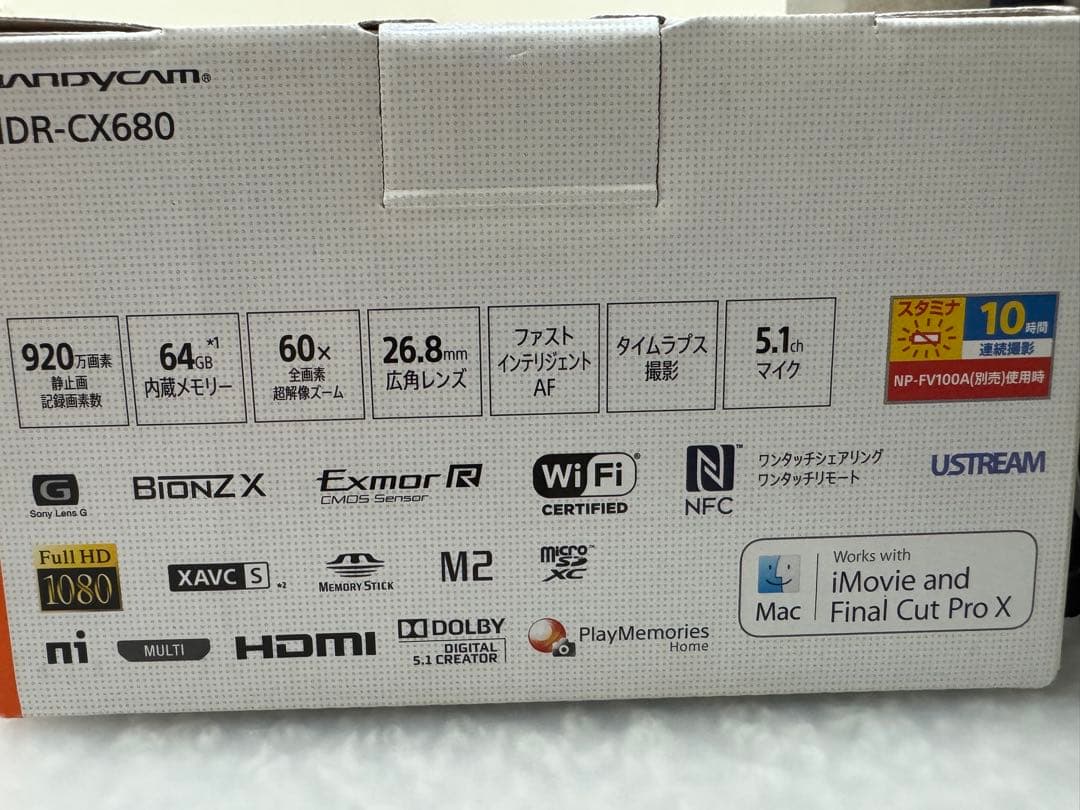 HANDYCAM®
HDR-CX680
920万画素
静止画
記録画素数
64GB *1
内蔵メモリー
60×
全画素
超解像ズーム
26.8mm
広角レンズ
ファスト
インテリジェント
AF
タイムラプス
撮影
5.1ch
マイク
スタミナ
10時間
連続撮影
NP-FV100A(別売)使用時
G
Sony Lens G
BIONZ X
Exmor R
CMOS Sensor
Wi Fi®
CERTIFIED
N™
NFC
ワンタッチシェアリング
ワンタッチリモート
USTREAM
Full HD
1080
XAVC S *2
MEMORY STICK
M2
micro SD XC™
Mac
Works with
iMovie and
Final Cut Pro X
ni
MULTI
HDMI
DOLBY
DIGITAL
5.1 CREATOR
PlayMemories
Home